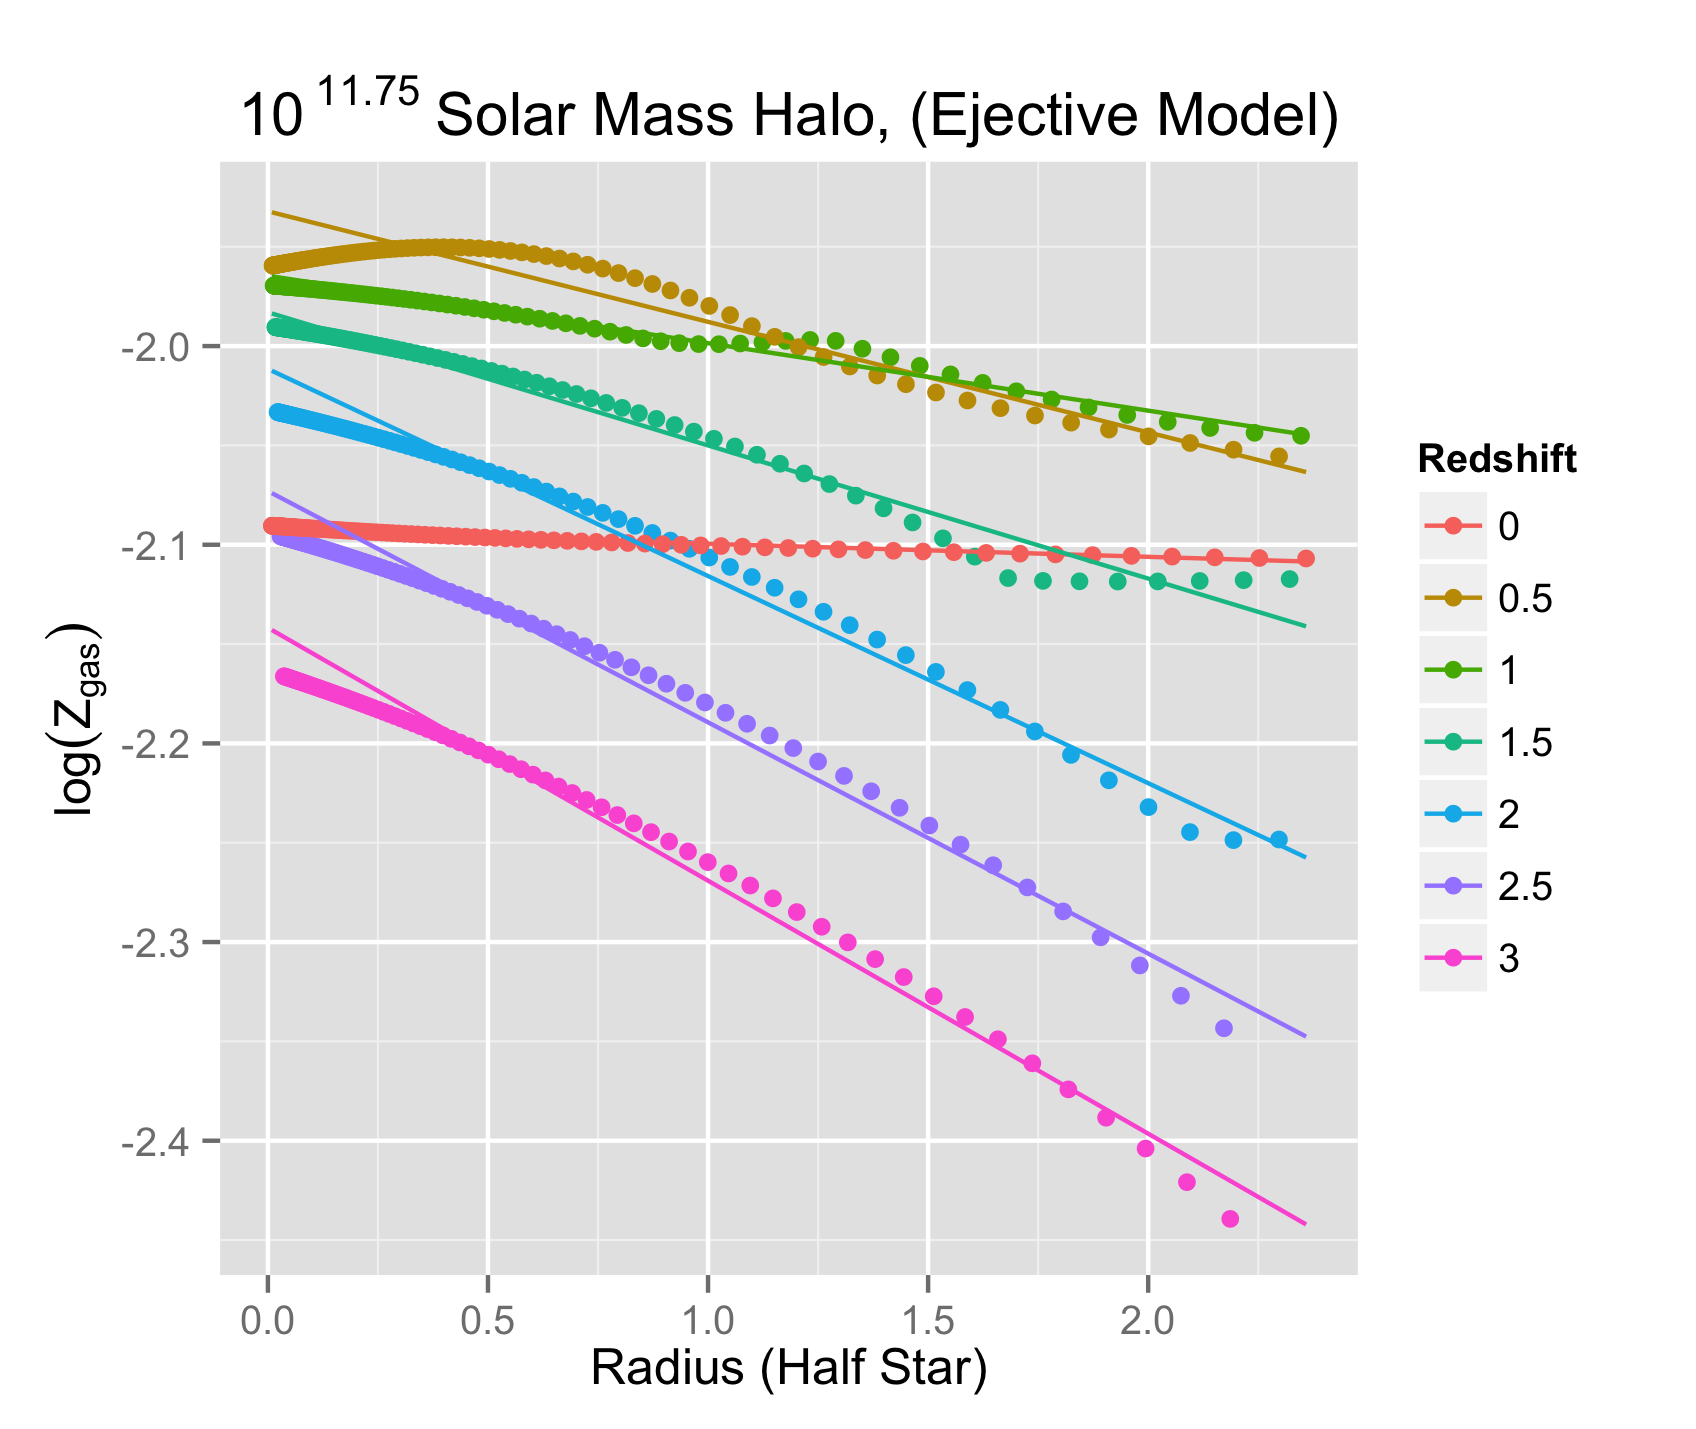 10 11.75 Solar Mass Halo, (Ejective Model)
log(Zgas)
-2.0
-2.1
-2.2
-2.3
-2.4
0.0 0.5 1.0 1.5 2.0
Radius (Half Star)
Redshift
0
0.5
1
1.5
2
2.5
3